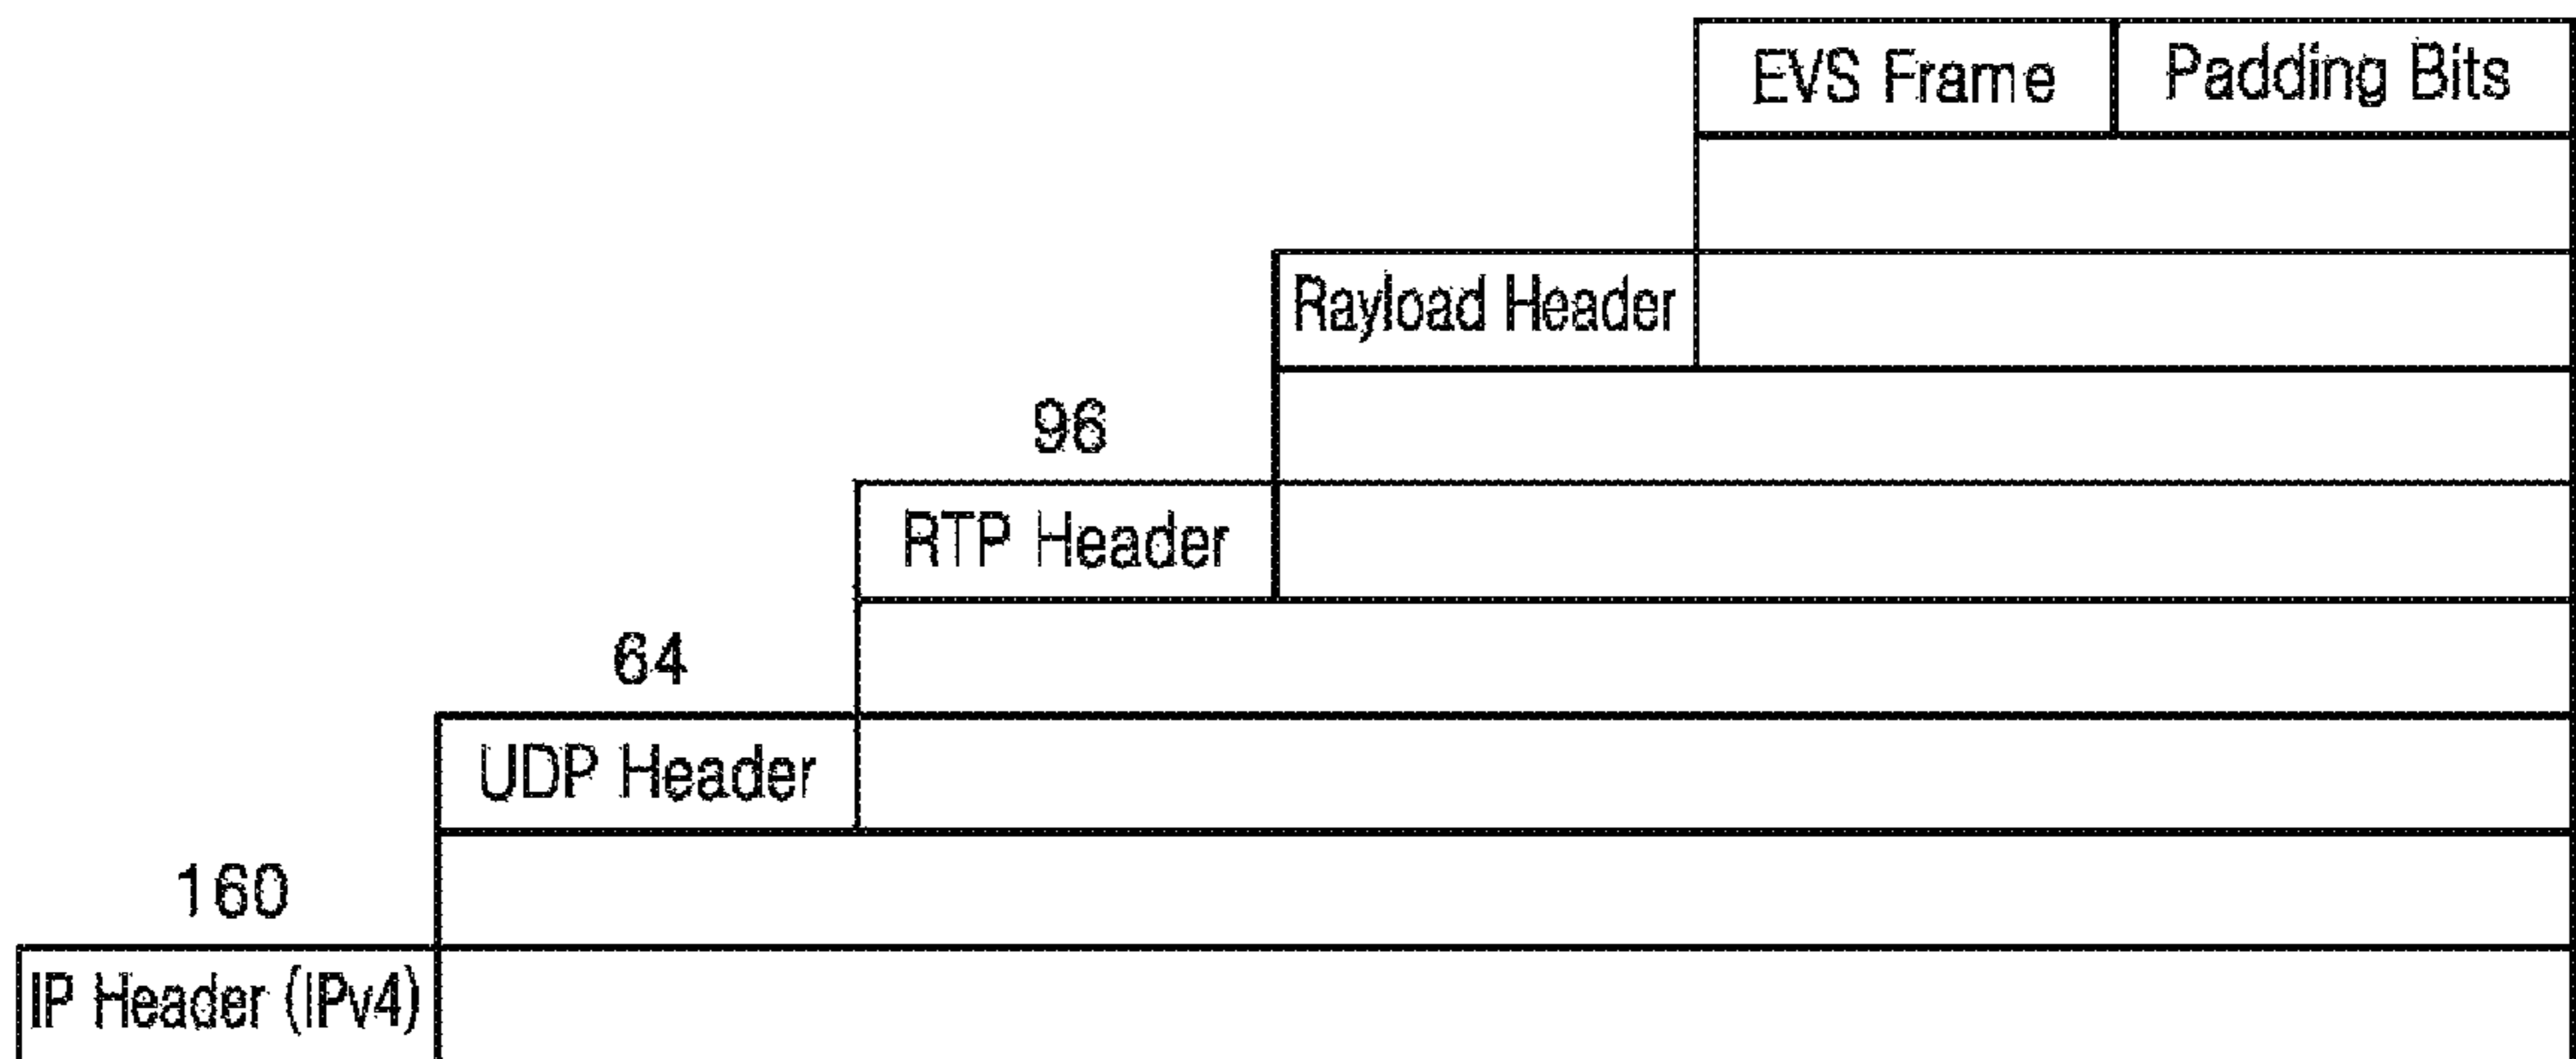 EVS Frame Padding Bits
Rayload Header
96
RTP Header
64
UDP Header
160
IP Header (IPv4)